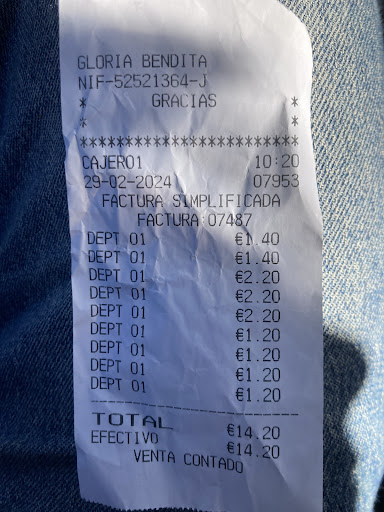 GLORIA BENDITA
NIF-52521364-J
* GRACIAS *
* *
************************
CAJERO1 10:20
29-02-2024 07953
FACTURA SIMPLIFICADA
FACTURA:07487
DEPT 01 €1.40
DEPT 01 €1.40
DEPT 01 €2.20
DEPT 01 €2.20
DEPT 01 €2.20
DEPT 01 €1.20
DEPT 01 €1.20
DEPT 01 €1.20
DEPT 01 €1.20
------------------------
TOTAL €14.20
EFECTIVO €14.20
VENTA CONTADO